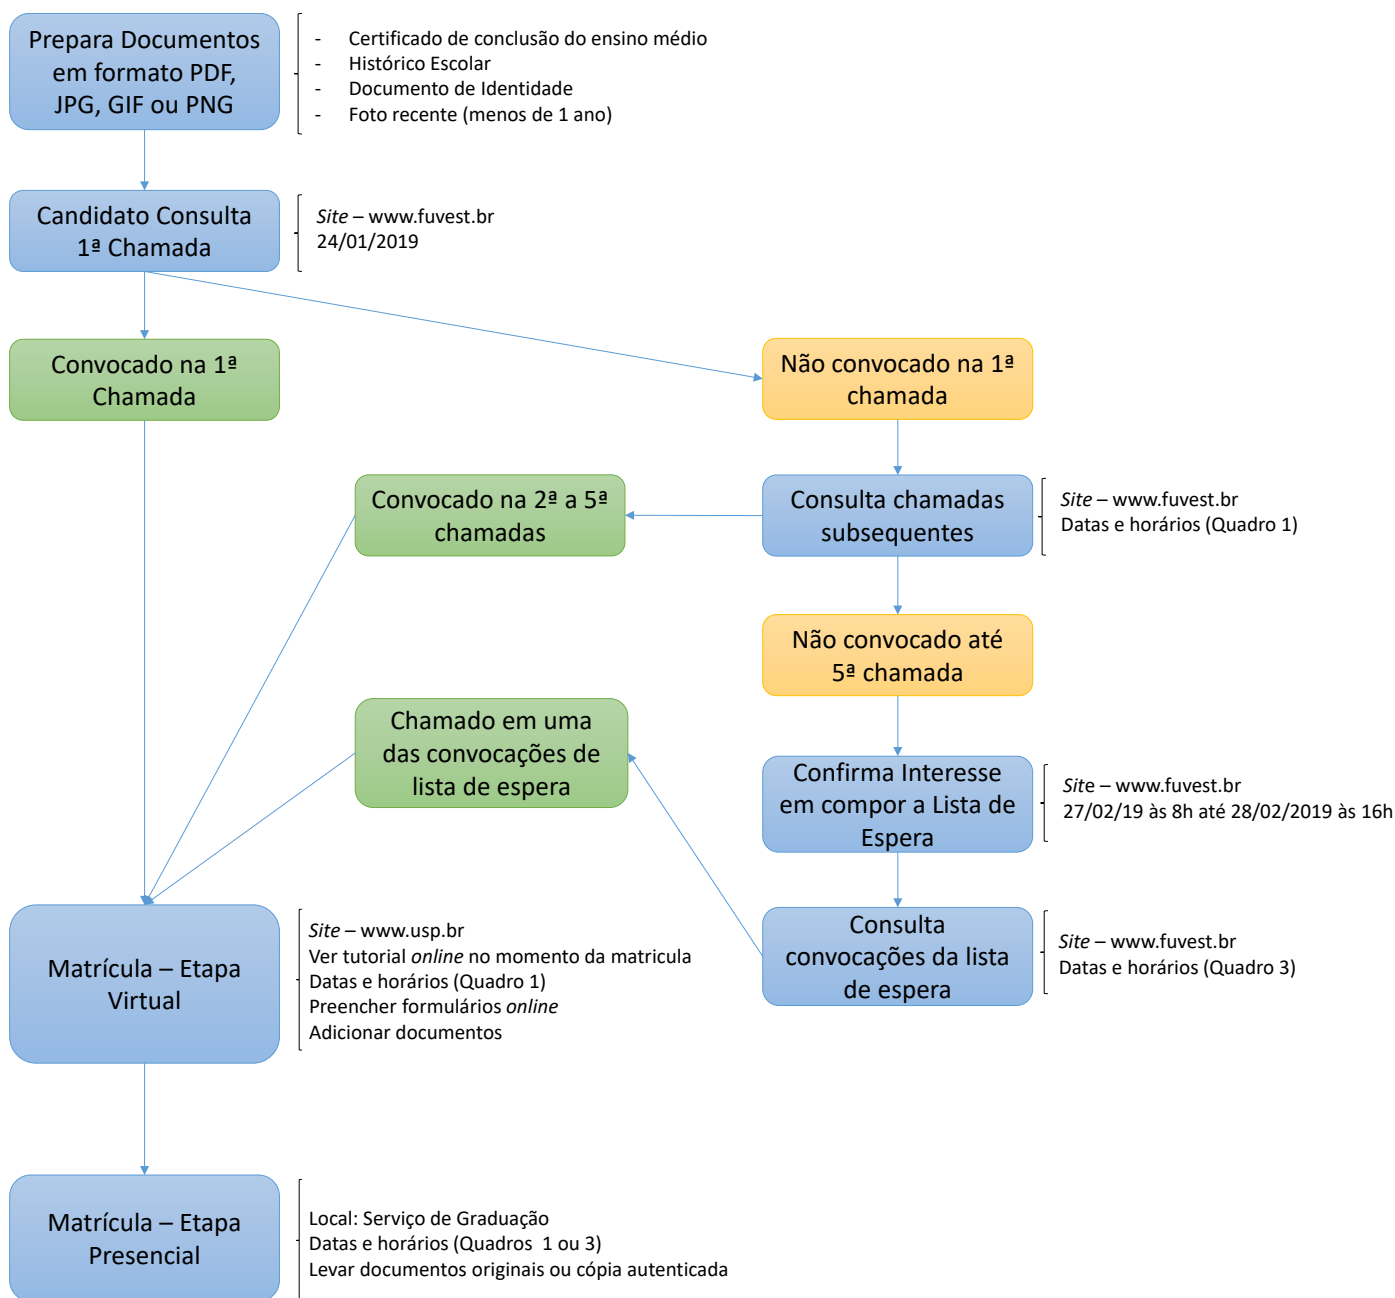 Prepara Documentos
em formato PDF,
JPG, GIF ou PNG
- Certificado de conclusão do ensino médio
- Histórico Escolar
- Documento de Identidade
- Foto recente (menos de 1 ano)
Candidato Consulta
1ª Chamada
Site – www.fuvest.br
24/01/2019
Convocado na 1ª
Chamada
Não convocado na 1ª
chamada
Convocado na 2ª a 5ª
chamadas
Consulta chamadas
subsequentes
Site – www.fuvest.br
Datas e horários (Quadro 1)
Não convocado até
5ª chamada
Chamado em uma
das convocações de
lista de espera
Confirma Interesse
em compor a Lista de
Espera
Site – www.fuvest.br
27/02/19 às 8h até 28/02/2019 às 16h
Matrícula – Etapa
Virtual
Site – www.usp.br
Ver tutorial online no momento da matricula
Datas e horários (Quadro 1)
Preencher formulários online
Adicionar documentos
Consulta
convocações da lista
de espera
Site – www.fuvest.br
Datas e horários (Quadro 3)
Matrícula – Etapa
Presencial
Local: Serviço de Graduação
Datas e horários (Quadros 1 ou 3)
Levar documentos originais ou cópia autenticada